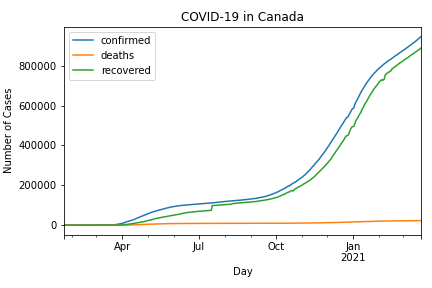 COVID-19 in Canada
confirmed
deaths
recovered
Number of Cases
800000
600000
400000
200000
0
Apr
Jul
Oct
Jan
2021
Day